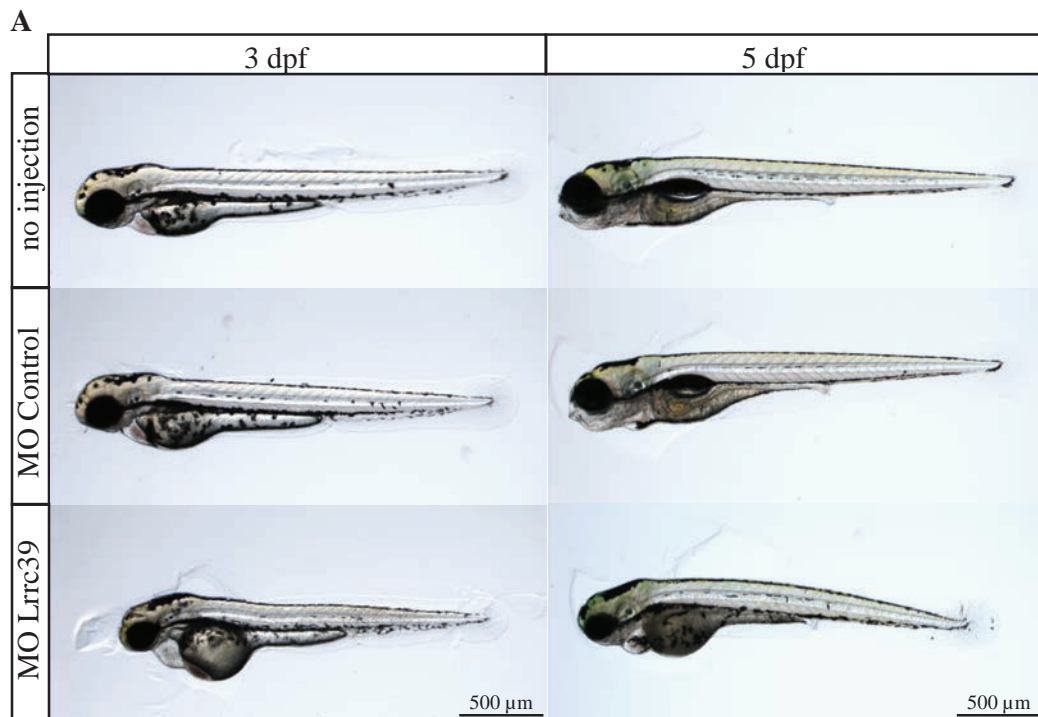 A
3 dpf
5 dpf
no injection
MO Control
MO Lrrc39
500 µm
500 µm